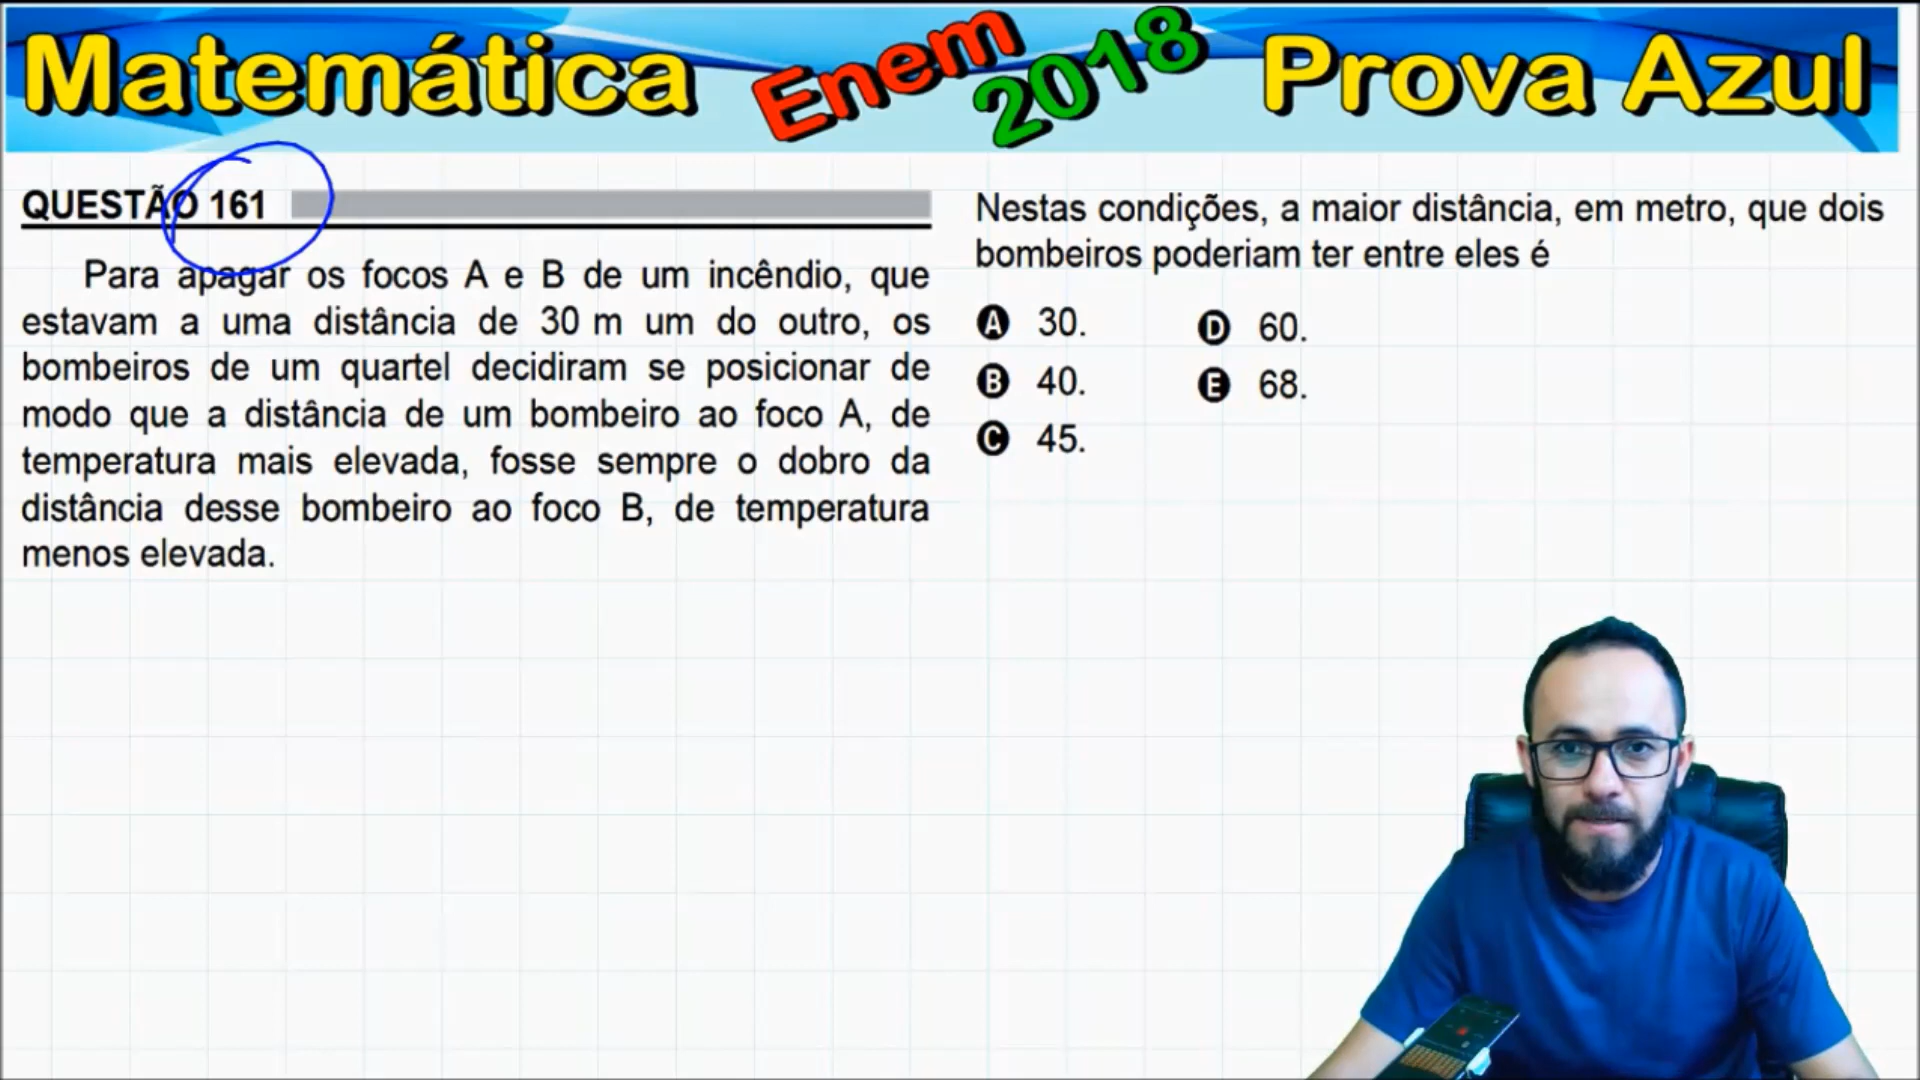 Matemática Enem 2018 Prova Azul
QUESTÃO 161
Para apagar os focos A e B de um incêndio, que
estavam a uma distância de 30 m um do outro, os
bombeiros de um quartel decidiram se posicionar de
modo que a distância de um bombeiro ao foco A, de
temperatura mais elevada, fosse sempre o dobro da
distância desse bombeiro ao foco B, de temperatura
menos elevada.
Nestas condições, a maior distância, em metro, que dois
bombeiros poderiam ter entre eles é
A 30.
B 40.
C 45.
D 60.
E 68.